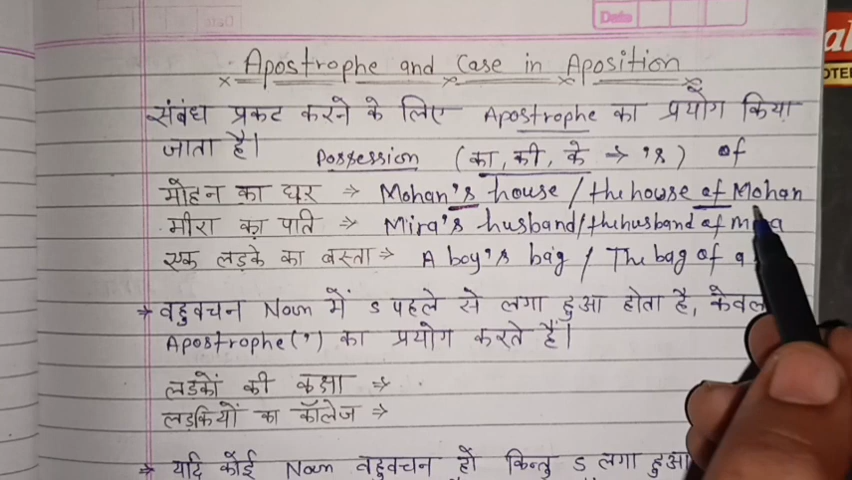 Date
Apostrophe and Case in Aposition
संबंध प्रकट करने के लिए Apostrophe का प्रयोग किया
जाता है।
Possession (का, की, के → 's) of
मोहन का घर ⇒ Mohan's house / the house of Mohan
मीरा का पति ⇒ Mira's husband/the husband of
एक लड़के का बस्ता ⇒ A boy's bag / The bag of a
→ बहुवचन Noun में s पहले से लगा हुआ होता है, केवल
Apostrophe(') का प्रयोग करते हैं।
लडकों की कक्षा ⇒
लड़कियों का कॉलेज ⇒
→ यदि कोई Noun बहुवचन हो किन्तु s लगा हुआ